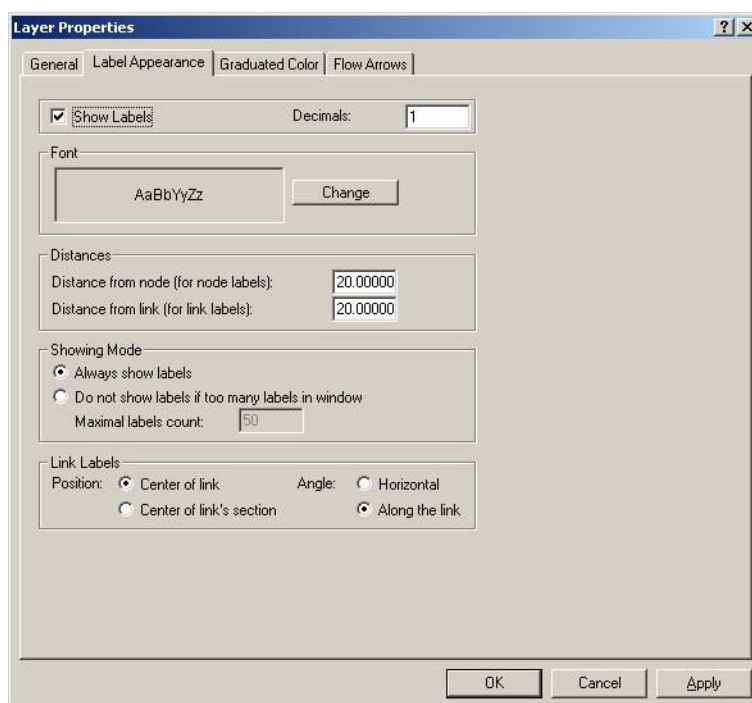 Layer Properties
? ×
General Label Appearance Graduated Color Flow Arrows
Show Labels Decimals: 1
Font
AaBbYyZz Change
Distances
Distance from node (for node labels): 20.00000
Distance from link (for link labels): 20.00000
Showing Mode
Always show labels
Do not show labels if too many labels in window
Maximal labels count: 50
Link Labels
Position: Center of link Angle: Horizontal
Center of link's section Along the link
OK Cancel Apply